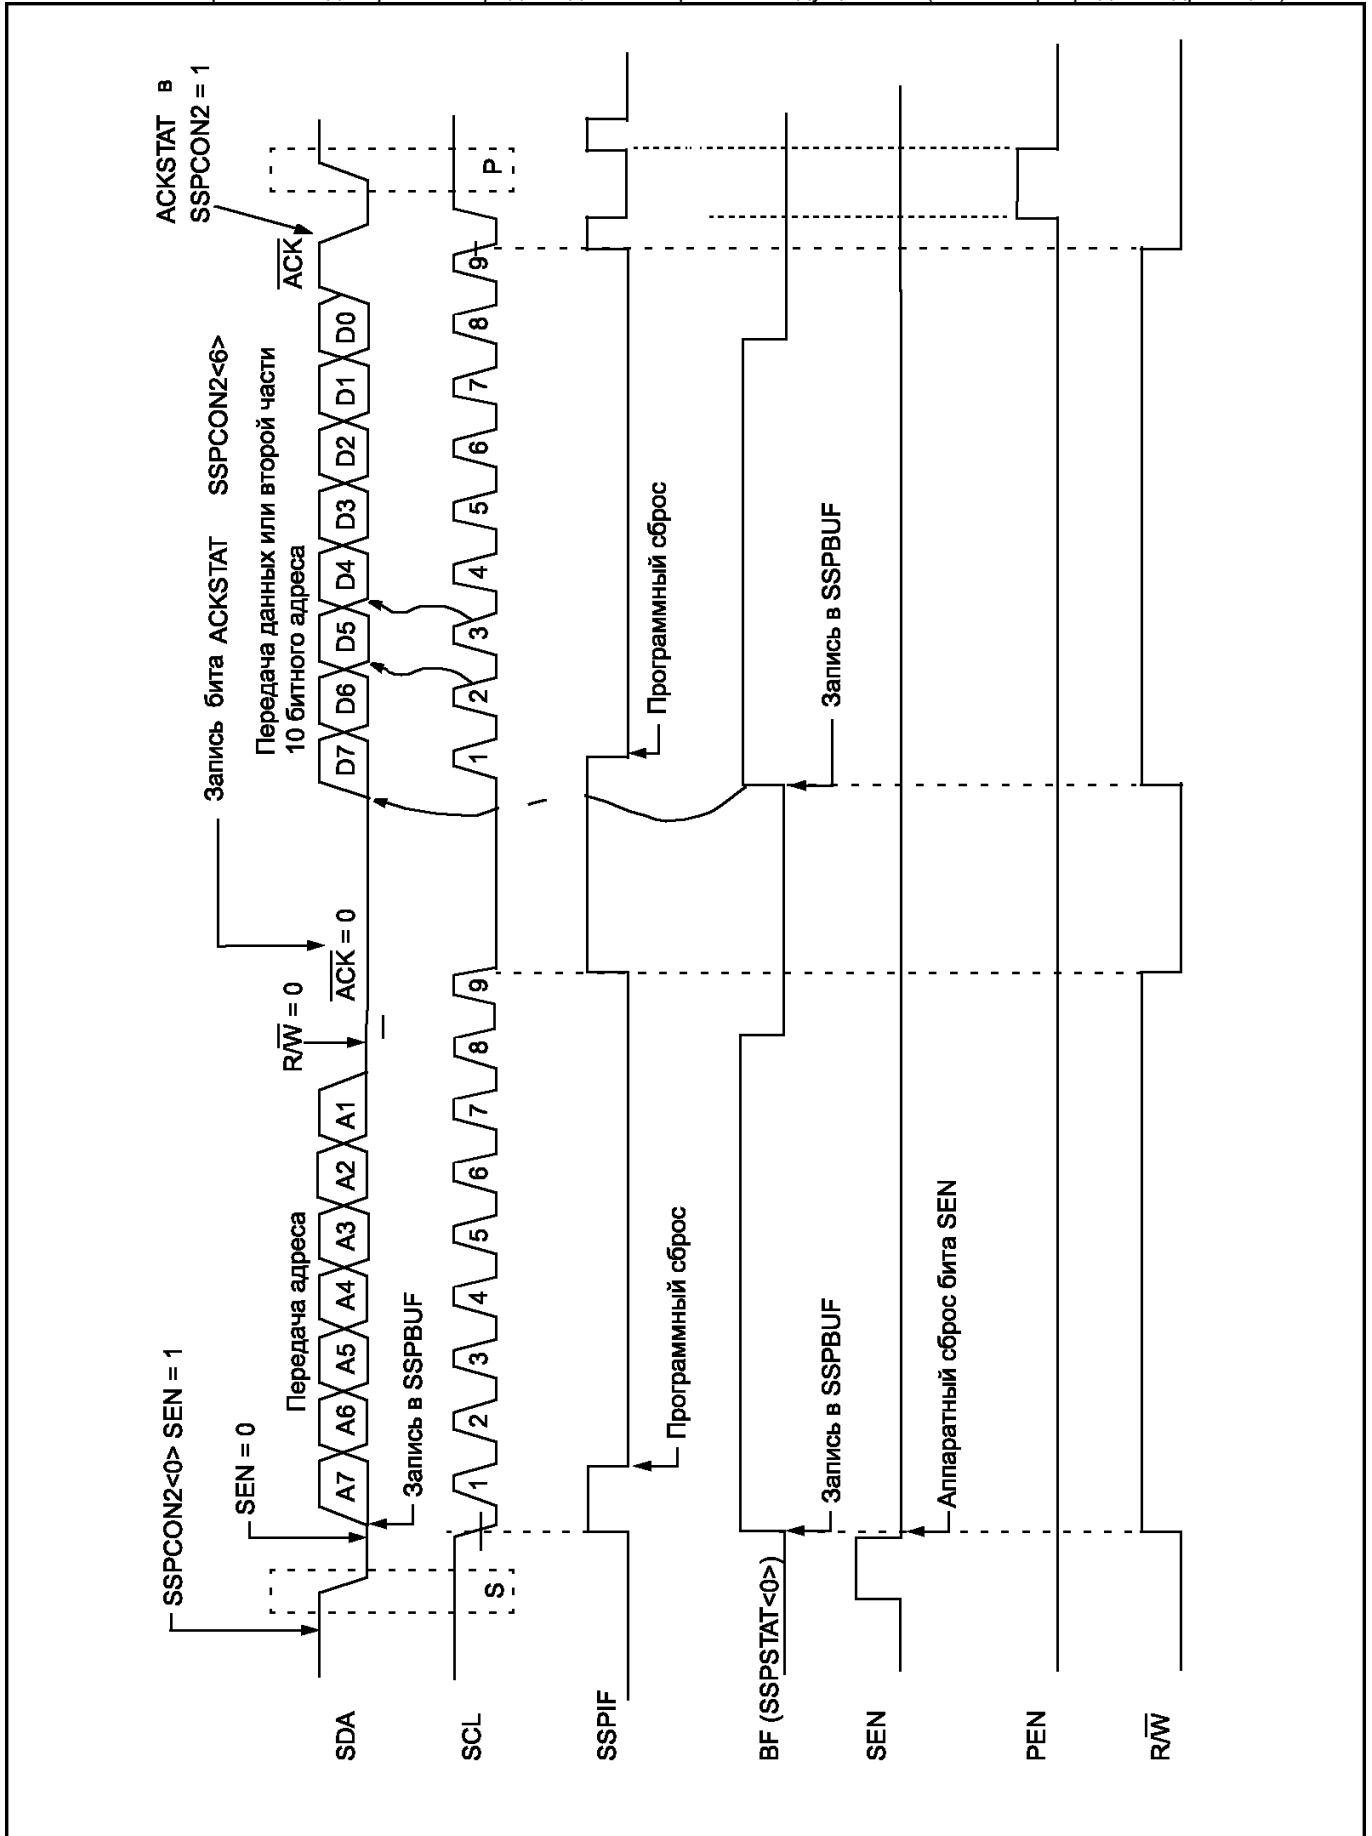 SSPCON2<0> SEN = 1
SEN = 0
Запись бита ACKSTAT SSPCON2<6>
ACKSTAT в
SSPCON2 = 1
Передача адреса
R/W = 0
ACK = 0
Передача данных или второй части
10 битного адреса
ACK
SDA
A7 A6 A5 A4 A3 A2 A1
D7 D6 D5 D4 D3 D2 D1 D0
Запись в SSPBUF
SCL
S
1 2 3 4 5 6 7 8 9
1 2 3 4 5 6 7 8 9
P
SSPIF
Программный сброс
Программный сброс
BF (SSPSTAT<0>)
Запись в SSPBUF
Запись в SSPBUF
SEN
Аппаратный сброс бита SEN
PEN
R/W